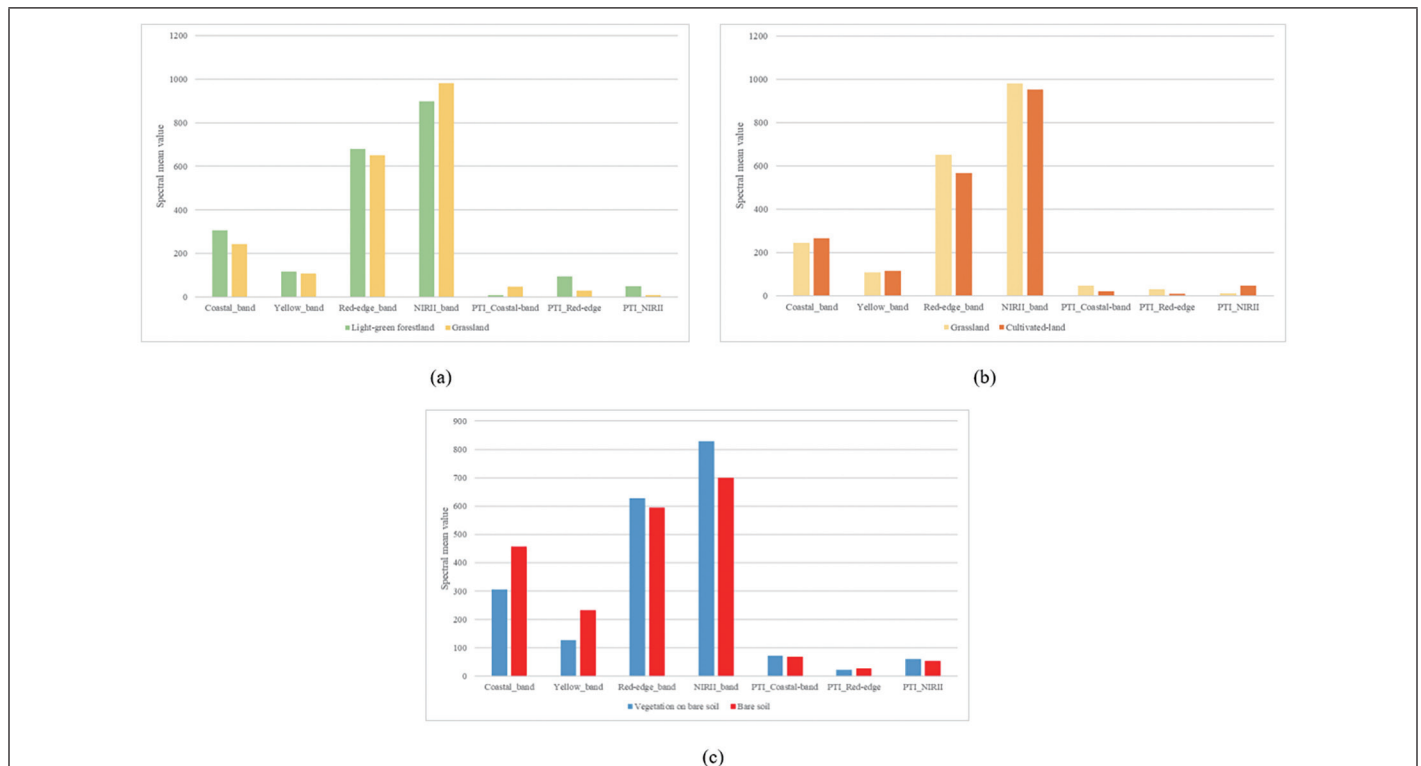 1200
1000
800
600
400
200
0
Spectral mean value
Coastal_band Yellow_band Red-edge_band NIRII_band PTI_Coastal-band PTI_Red-edge PTI_NIRII
Light-green forestland Grassland
(a)
1200
1000
800
600
400
200
0
Spectral mean value
Coastal_band Yellow_band Red-edge_band NIRII_band PTI_Coastal-band PTI_Red-edge PTI_NIRII
Grassland Cultivated-land
(b)
900
800
700
600
500
400
300
200
100
0
Spectral mean value
Coastal_band Yellow_band Red-edge_band NIRII_band PTI_Coastal-band PTI_Red-edge PTI_NIRII
Vegetation on bare soil Bare soil
(c)